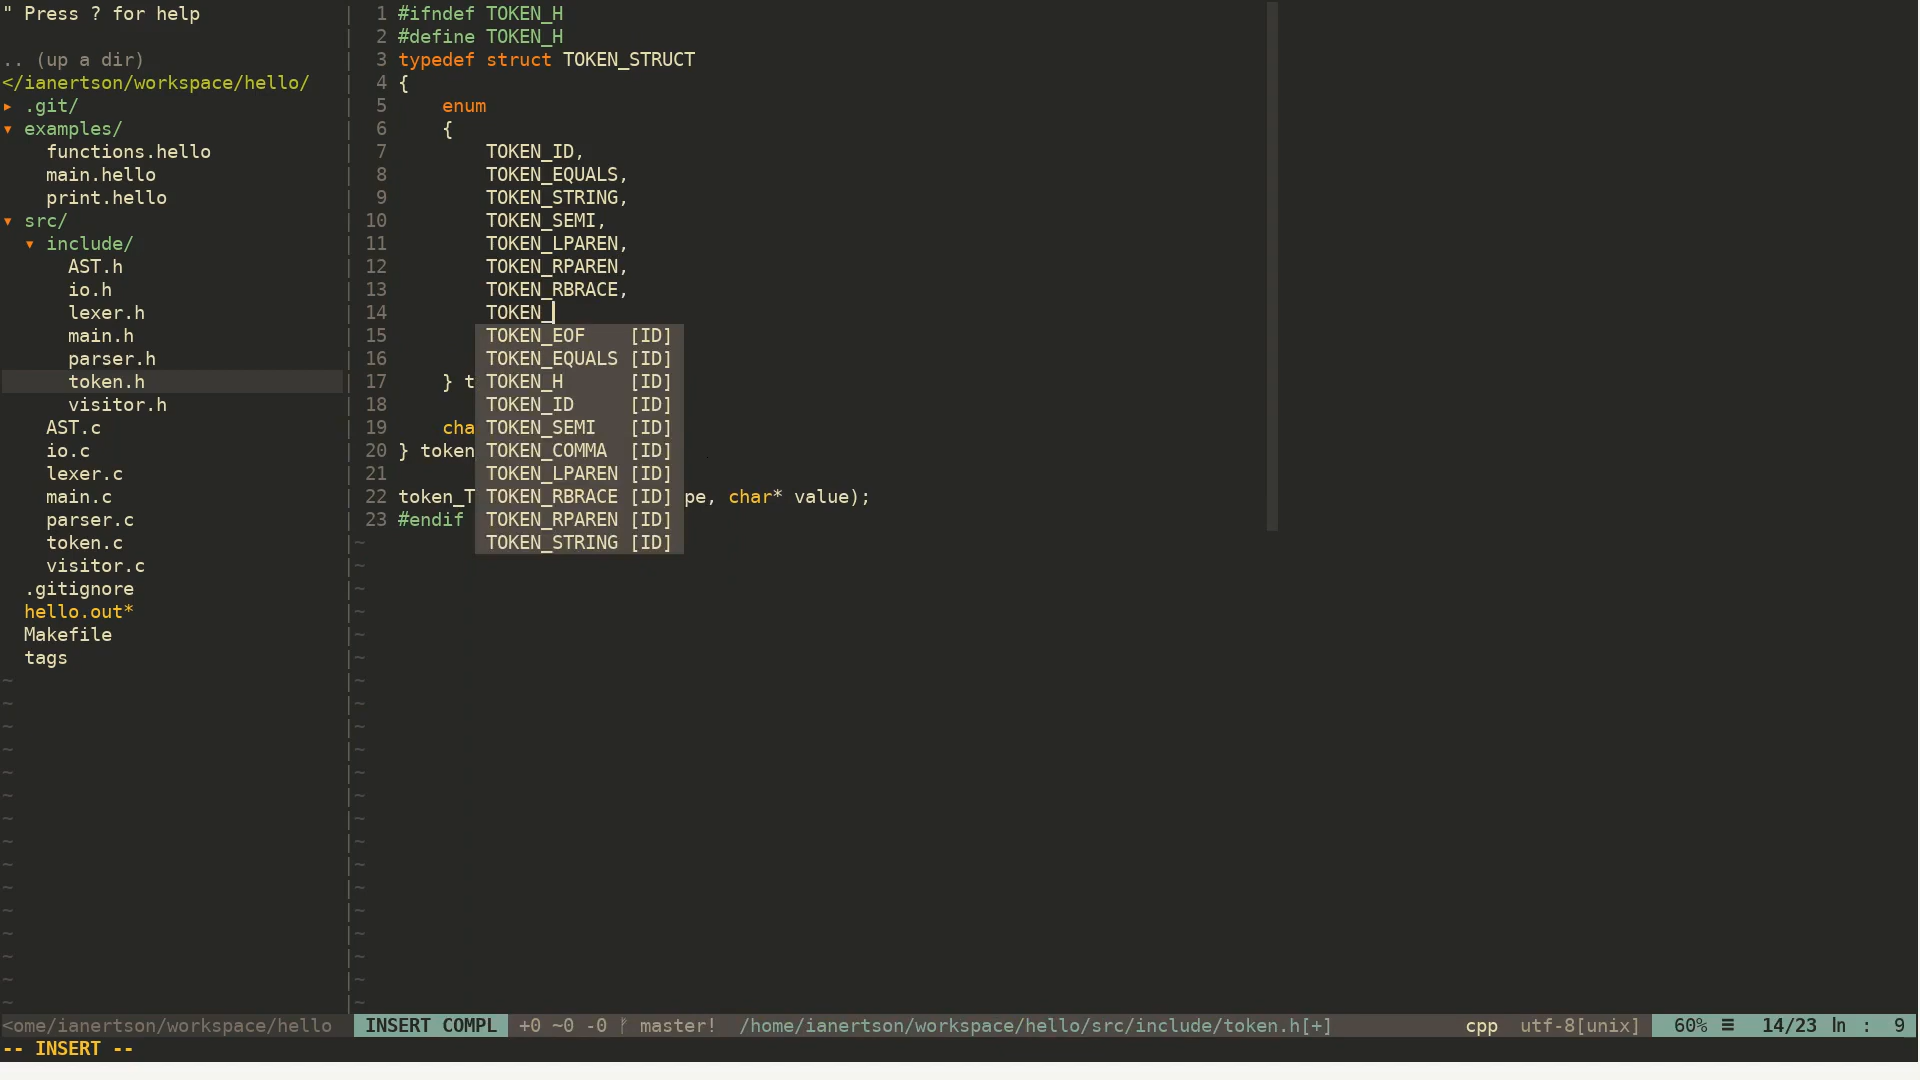 " Press ? for help
.. (up a dir)
</ianertson/workspace/hello/
▸ .git/
▾ examples/
functions.hello
main.hello
print.hello
▾ src/
▾ include/
AST.h
io.h
lexer.h
main.h
parser.h
token.h
visitor.h
AST.c
io.c
lexer.c
main.c
parser.c
token.c
visitor.c
.gitignore
hello.out*
Makefile
tags
1 #ifndef TOKEN_H
2 #define TOKEN_H
3 typedef struct TOKEN_STRUCT
4 {
5 enum
6 {
7 TOKEN_ID,
8 TOKEN_EQUALS,
9 TOKEN_STRING,
10 TOKEN_SEMI,
11 TOKEN_LPAREN,
12 TOKEN_RPAREN,
13 TOKEN_RBRACE,
14 TOKEN_
15 TOKEN_EOF [ID]
16 TOKEN_EQUALS [ID]
17 } t TOKEN_H [ID]
18 TOKEN_ID [ID]
19 cha TOKEN_SEMI [ID]
20 } token TOKEN_COMMA [ID]
21 TOKEN_LPAREN [ID]
22 token_T TOKEN_RBRACE [ID] pe, char* value);
23 #endif TOKEN_RPAREN [ID]
~ TOKEN_STRING [ID]
<ome/ianertson/workspace/hello INSERT COMPL +0 ~0 -0 master! /home/ianertson/workspace/hello/src/include/token.h[+] cpp utf-8[unix] 60% ≡ 14/23 ln : 9
-- INSERT --